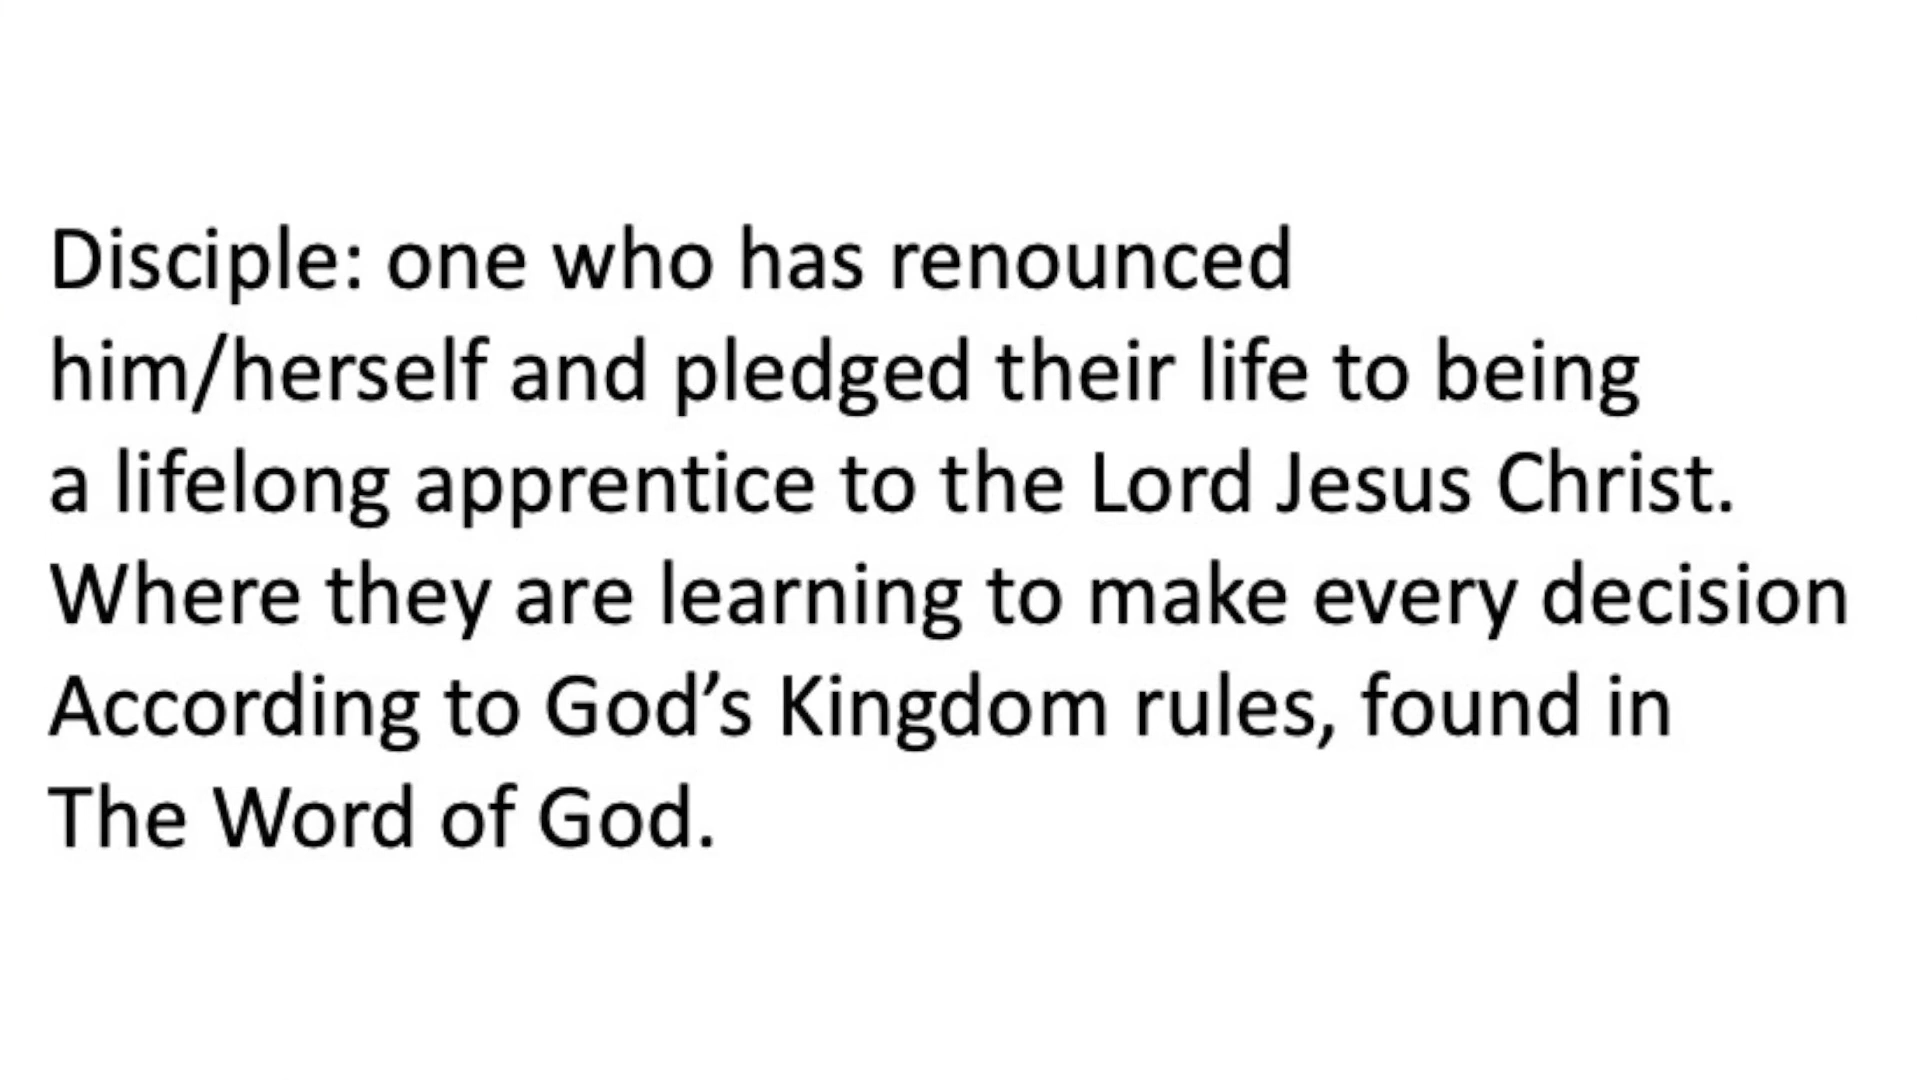 Disciple: one who has renounced
him/herself and pledged their life to being
a lifelong apprentice to the Lord Jesus Christ.
Where they are learning to make every decision
According to God’s Kingdom rules, found in
The Word of God.